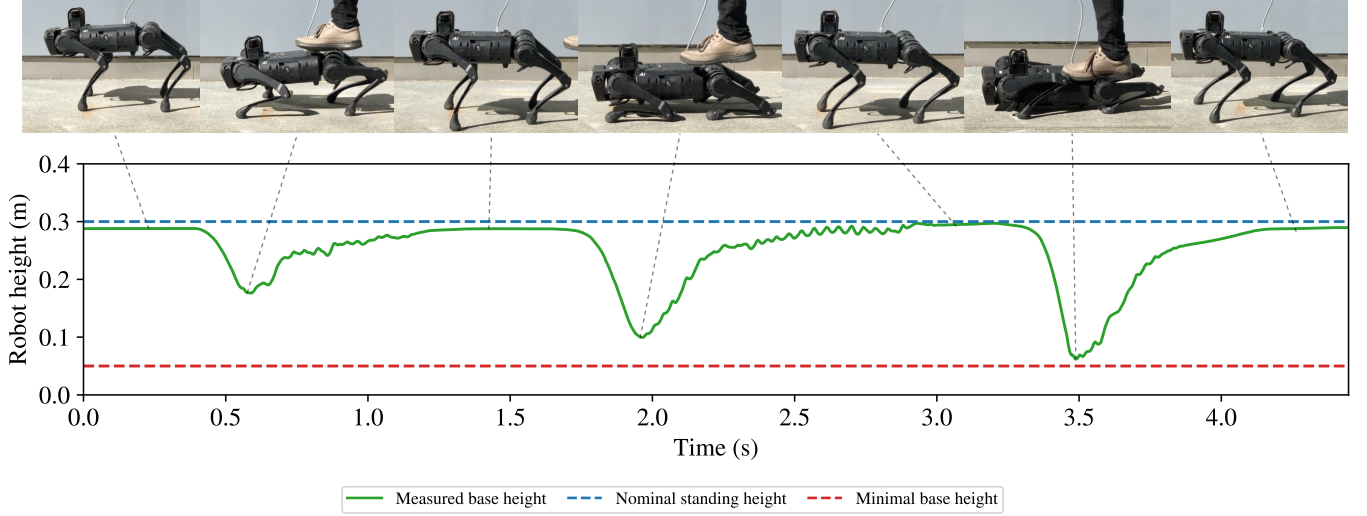 0.4
0.3
0.2
0.1
0.0
Robot height (m)
0.0 0.5 1.0 1.5 2.0 2.5 3.0 3.5 4.0
Time (s)
Measured base height Nominal standing height Minimal base height